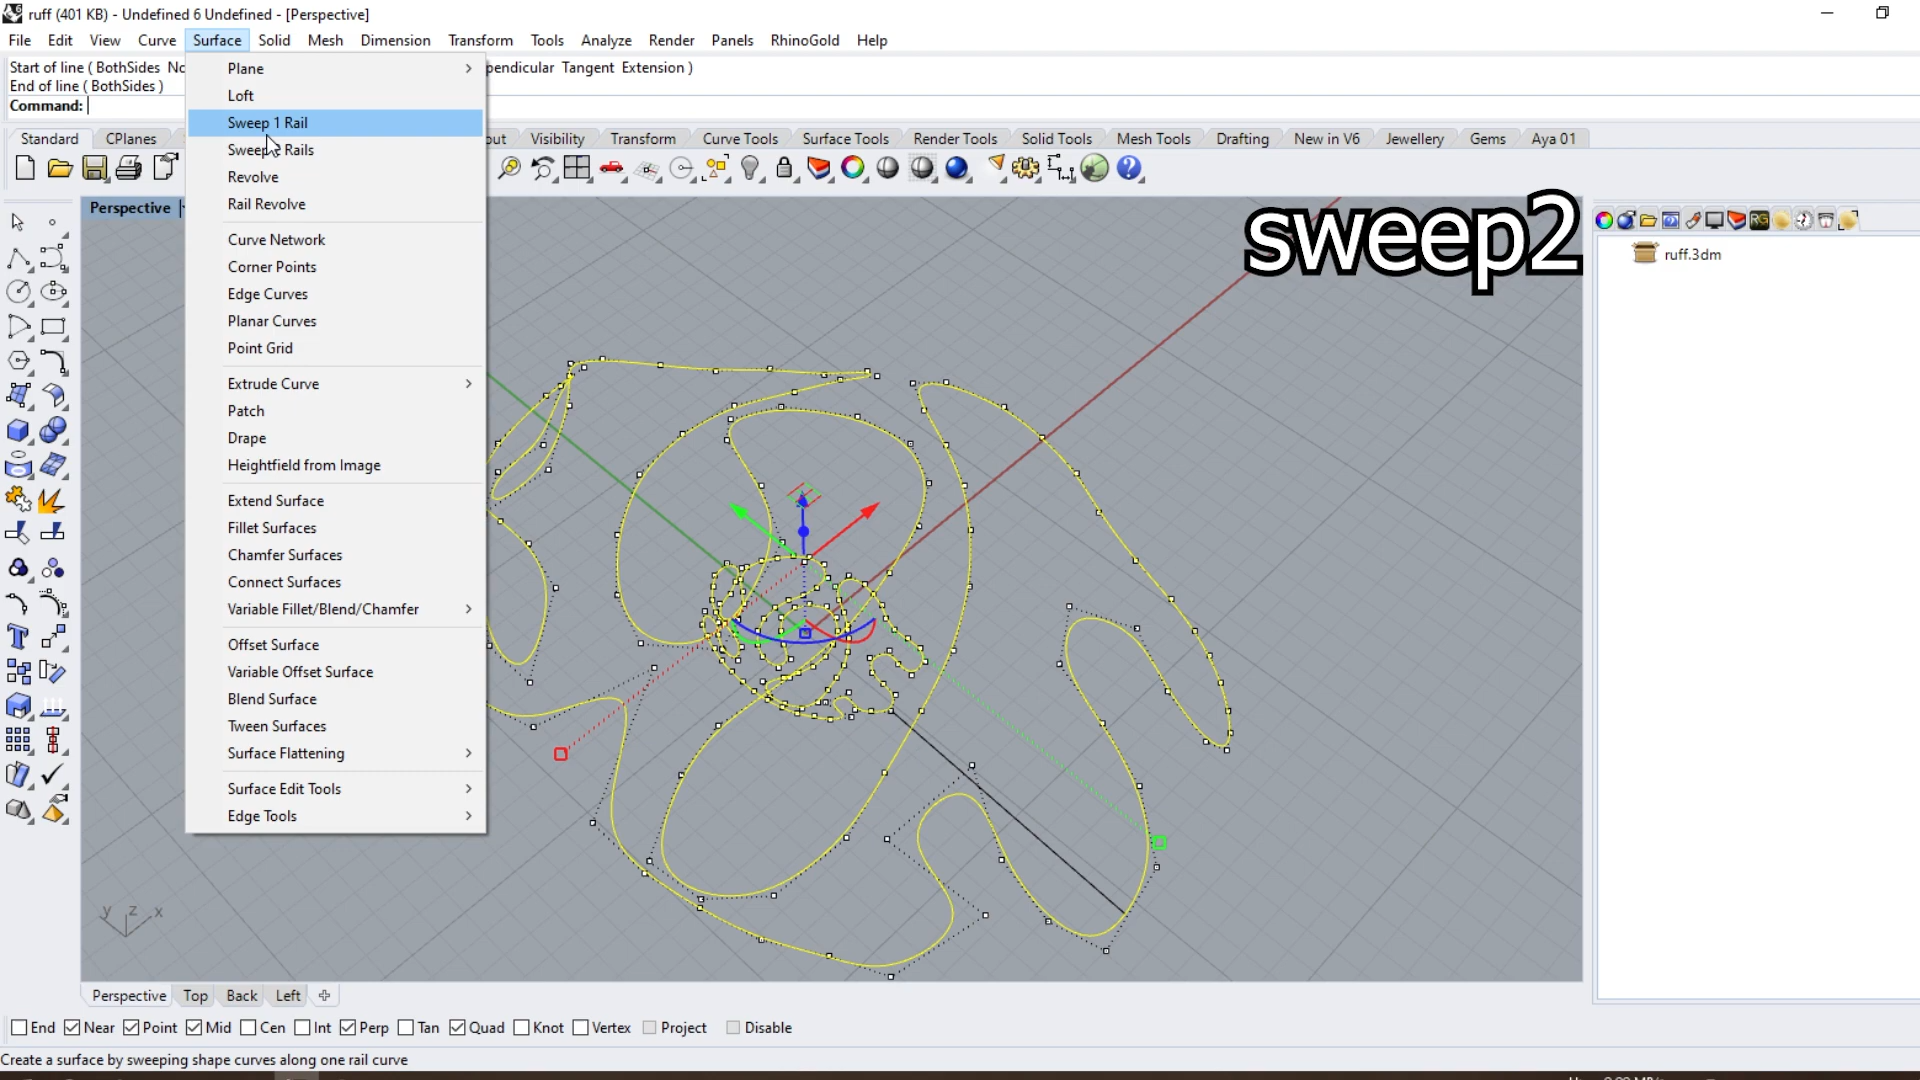 ruff (401 KB) - Undefined 6 Undefined - [Perspective]
File Edit View Curve Surface Solid Mesh Dimension Transform Tools Analyze Render Panels RhinoGold Help
Start of line ( BothSides pendicular Tangent Extension )
End of line ( BothSides )
Command:
Standard CPlanes out Visibility Transform Curve Tools Surface Tools Render Tools Solid Tools Mesh Tools Drafting New in V6 Jewellery Gems Aya 01
Plane
Loft
Sweep 1 Rail
Sweep Rails
Revolve
Rail Revolve
Curve Network
Corner Points
Edge Curves
Planar Curves
Point Grid
Extrude Curve
Patch
Drape
Heightfield from Image
Extend Surface
Fillet Surfaces
Chamfer Surfaces
Connect Surfaces
Variable Fillet/Blend/Chamfer
Offset Surface
Variable Offset Surface
Blend Surface
Tween Surfaces
Surface Flattening
Surface Edit Tools
Edge Tools
Perspective
sweep2
RG
ruff.3dm
y z x
Perspective Top Back Left
End Near Point Mid Cen Int Perp Tan Quad Knot Vertex Project Disable
Create a surface by sweeping shape curves along one rail curve